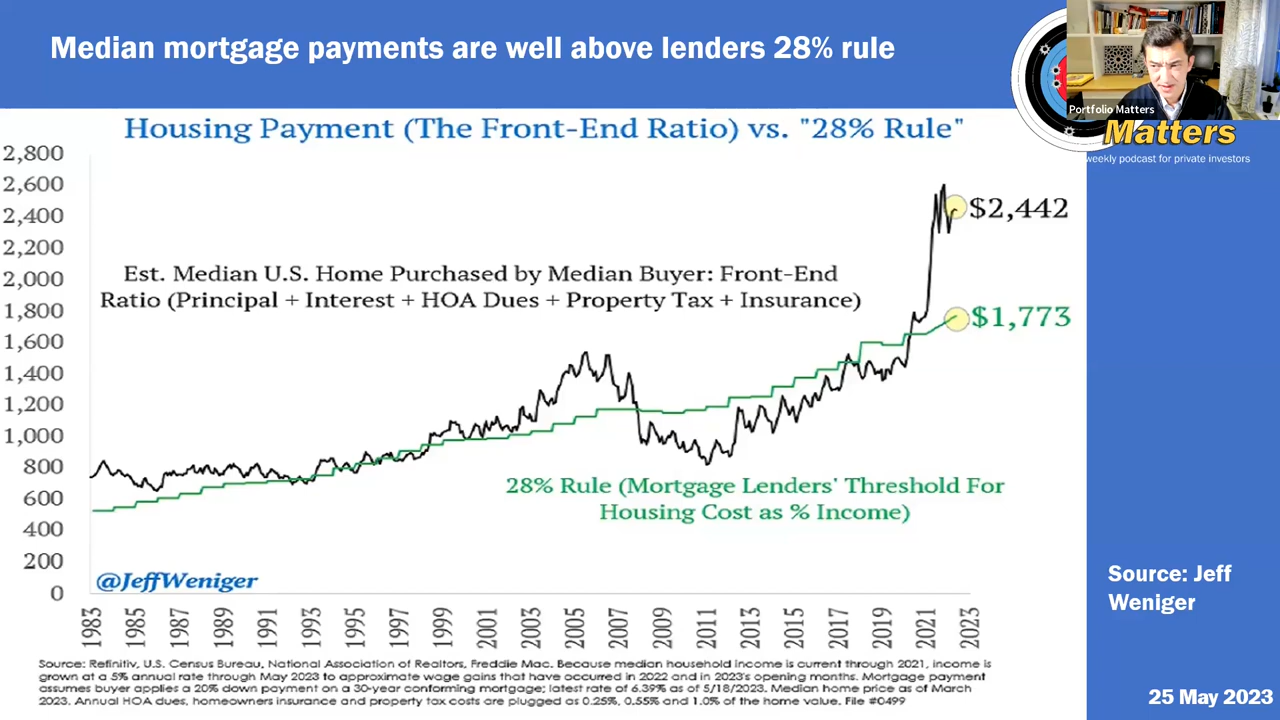 Median mortgage payments are well above lenders 28% rule
Portfolio Matters
Matters
weekly podcast for private investors
Housing Payment (The Front-End Ratio) vs. "28% Rule"
2,800
2,600
2,400
2,200
2,000
1,800
1,600
1,400
1,200
1,000
800
600
400
200
0
$2,442
Est. Median U.S. Home Purchased by Median Buyer: Front-End
Ratio (Principal + Interest + HOA Dues + Property Tax + Insurance)
$1,773
28% Rule (Mortgage Lenders' Threshold For
Housing Cost as % Income)
@JeffWeniger
1983
1985
1987
1989
1991
1993
1995
1997
1999
2001
2003
2005
2007
2009
2011
2013
2015
2017
2019
2021
2023
Source: Refinitiv, U.S. Census Bureau, National Association of Realtors, Freddie Mac. Because median household income is current through 2021, income is
grown at a 5% annual rate through May 2023 to approximate wage gains that have occurred in 2022 and in 2023's opening months. Mortgage payment
assumes buyer applies a 20% down payment on a 30-year conforming mortgage; latest rate of 6.39% as of 5/18/2023. Median home price as of March
2023. Annual HOA dues, homeowners insurance and property tax costs are plugged as 0.25%, 0.55% and 1.0% of the home value. File #0499
Source: Jeff
Weniger
25 May 2023